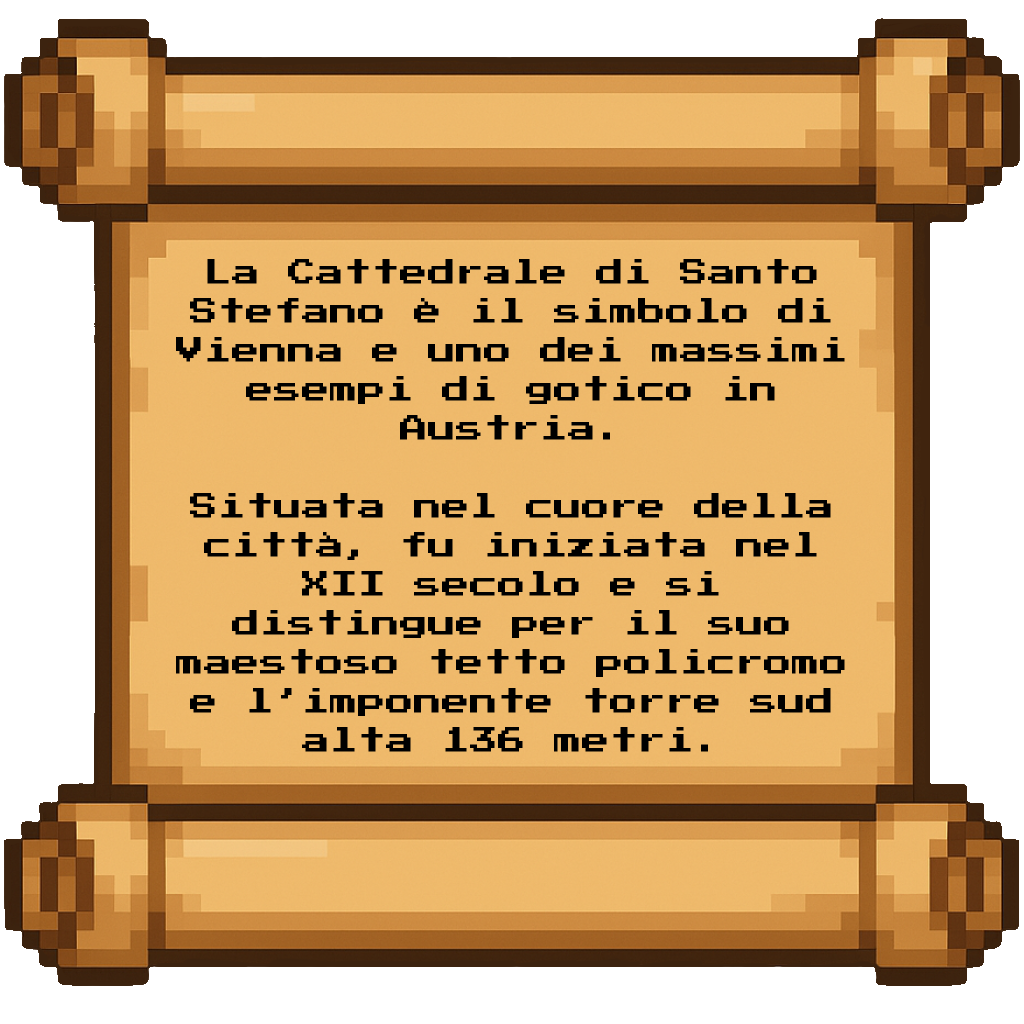 La Cattedrale di Santo
Stefano è il simbolo di
Vienna e uno dei massimi
esempi di gotico in
Austria.
Situata nel cuore della
città, fu iniziata nel
XII secolo e si
distingue per il suo
maestoso tetto policromo
e l'imponente torre sud
alta 136 metri.